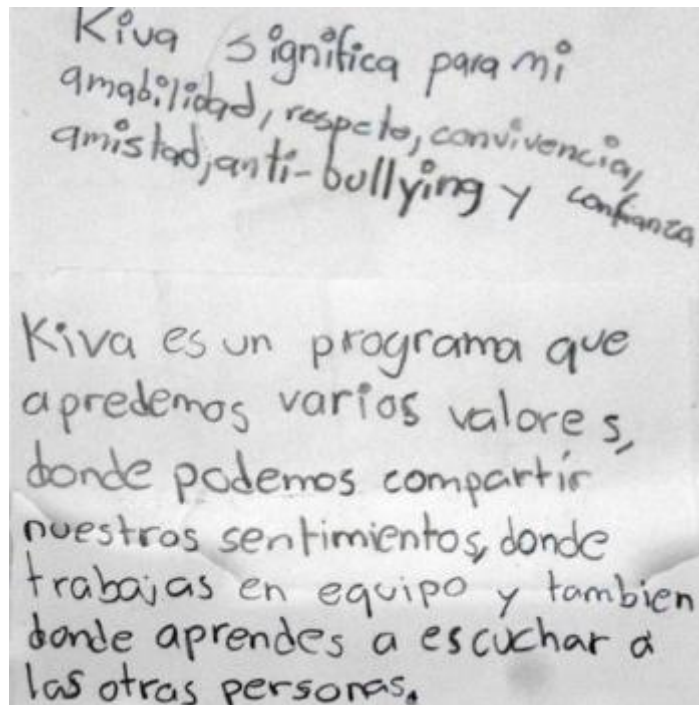 Kiva significa para mi
amabilidad, respeto, convivencia,
amistad, anti-bullying y confianza
Kiva es un programa que
apredemos varios valores,
donde podemos compartir
nuestros sentimientos, donde
trabajas en equipo y tambien
donde aprendes a escuchar a
las otras personas.